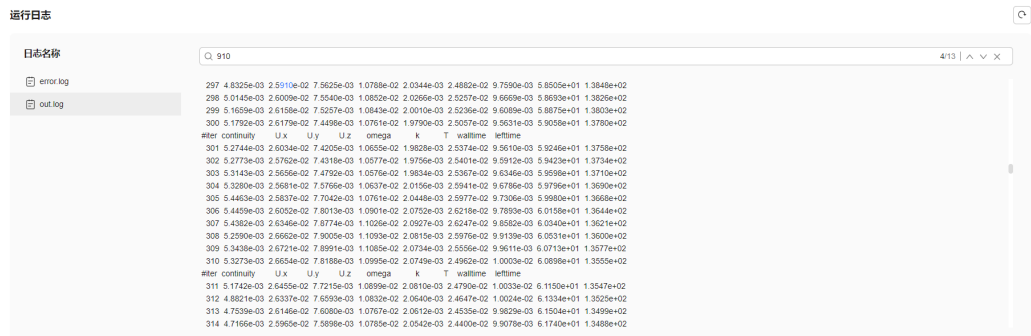 运行日志
日志名称
error.log
out.log
910
4/13
297 4.8325e-03 2.5910e-02 7.5625e-03 1.0788e-02 2.0344e-03 2.4882e-02 9.7590e-03 5.8505e+01 1.3848e+02
298 5.0145e-03 2.6009e-02 7.5540e-03 1.0852e-02 2.0266e-03 2.5257e-02 9.6669e-03 5.8693e+01 1.3826e+02
299 5.1659e-03 2.6158e-02 7.5257e-03 1.0843e-02 2.0010e-03 2.5236e-02 9.6089e-03 5.8875e+01 1.3803e+02
300 5.1792e-03 2.6179e-02 7.4498e-03 1.0761e-02 1.9790e-03 2.5057e-02 9.5631e-03 5.9058e+01 1.3780e+02
#iter continuity U.x U.y U.z omega k T walltime lefttime
301 5.2744e-03 2.6034e-02 7.4205e-03 1.0655e-02 1.9828e-03 2.5374e-02 9.5610e-03 5.9246e+01 1.3758e+02
302 5.2773e-03 2.5762e-02 7.4318e-03 1.0577e-02 1.9756e-03 2.5401e-02 9.5912e-03 5.9423e+01 1.3734e+02
303 5.3143e-03 2.5656e-02 7.4792e-03 1.0576e-02 1.9834e-03 2.5367e-02 9.6346e-03 5.9598e+01 1.3710e+02
304 5.3280e-03 2.5681e-02 7.5766e-03 1.0637e-02 2.0156e-03 2.5941e-02 9.6786e-03 5.9796e+01 1.3690e+02
305 5.4463e-03 2.5837e-02 7.7042e-03 1.0761e-02 2.0448e-03 2.5977e-02 9.7306e-03 5.9980e+01 1.3668e+02
306 5.4459e-03 2.6052e-02 7.8013e-03 1.0901e-02 2.0752e-03 2.6218e-02 9.7893e-03 6.0158e+01 1.3644e+02
307 5.4382e-03 2.6346e-02 7.8774e-03 1.1026e-02 2.0927e-03 2.6247e-02 9.8582e-03 6.0340e+01 1.3621e+02
308 5.2590e-03 2.6662e-02 7.9005e-03 1.1093e-02 2.0815e-03 2.5976e-02 9.9139e-03 6.0531e+01 1.3600e+02
309 5.3438e-03 2.6721e-02 7.8991e-03 1.1085e-02 2.0734e-03 2.5556e-02 9.9611e-03 6.0713e+01 1.3577e+02
310 5.3273e-03 2.6654e-02 7.8188e-03 1.0995e-02 2.0749e-03 2.4962e-02 1.0003e-02 6.0898e+01 1.3555e+02
#iter continuity U.x U.y U.z omega k T walltime lefttime
311 5.1742e-03 2.6455e-02 7.7215e-03 1.0899e-02 2.0810e-03 2.4790e-02 1.0033e-02 6.1150e+01 1.3547e+02
312 4.8821e-03 2.6337e-02 7.6593e-03 1.0832e-02 2.0640e-03 2.4647e-02 1.0024e-02 6.1334e+01 1.3525e+02
313 4.7539e-03 2.6146e-02 7.6080e-03 1.0767e-02 2.0612e-03 2.4535e-02 9.9829e-03 6.1504e+01 1.3499e+02
314 4.7166e-03 2.5965e-02 7.5898e-03 1.0785e-02 2.0542e-03 2.4400e-02 9.9078e-03 6.1740e+01 1.3488e+02